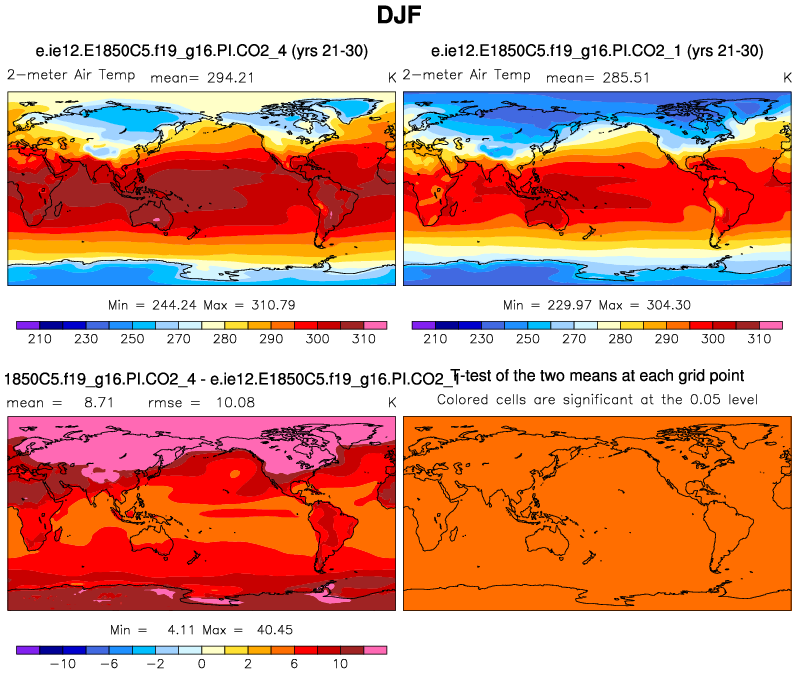 DJF
e.ie12.E1850C5.f19_g16.PI.CO2_4 (yrs 21-30)
2-meter Air Temp mean= 294.21 K
Min = 244.24 Max = 310.79
210 230 250 270 280 290 300 310
e.ie12.E1850C5.f19_g16.PI.CO2_1 (yrs 21-30)
2-meter Air Temp mean= 285.51 K
Min = 229.97 Max = 304.30
210 230 250 270 280 290 300 310
1850C5.f19_g16.PI.CO2_4 - e.ie12.E1850C5.f19_g16.PI.CO2_1
mean = 8.71 rmse = 10.08 K
Min = 4.11 Max = 40.45
-10 -6 -2 0 2 6 10
T-test of the two means at each grid point
Colored cells are significant at the 0.05 level